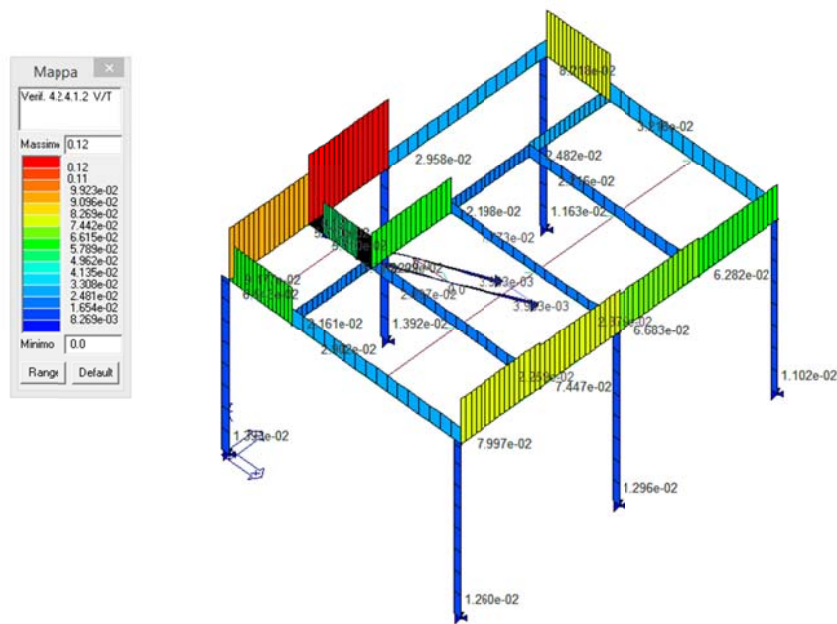 Mappa
Verif. 4.2.4.1.2 V/T
Massimo 0.12
0.12
0.11
9.923e-02
9.096e-02
8.269e-02
7.442e-02
6.615e-02
5.789e-02
4.962e-02
4.135e-02
3.308e-02
2.481e-02
1.654e-02
8.269e-03
Minimo 0.0
Range Default
3.218e-02
2.958e-02
2.482e-02
2.198e-02
1.163e-02
6.282e-02
6.683e-02
2.161e-02
1.392e-02
2.902e-02
7.447e-02
1.102e-02
7.997e-02
1.296e-02
1.260e-02